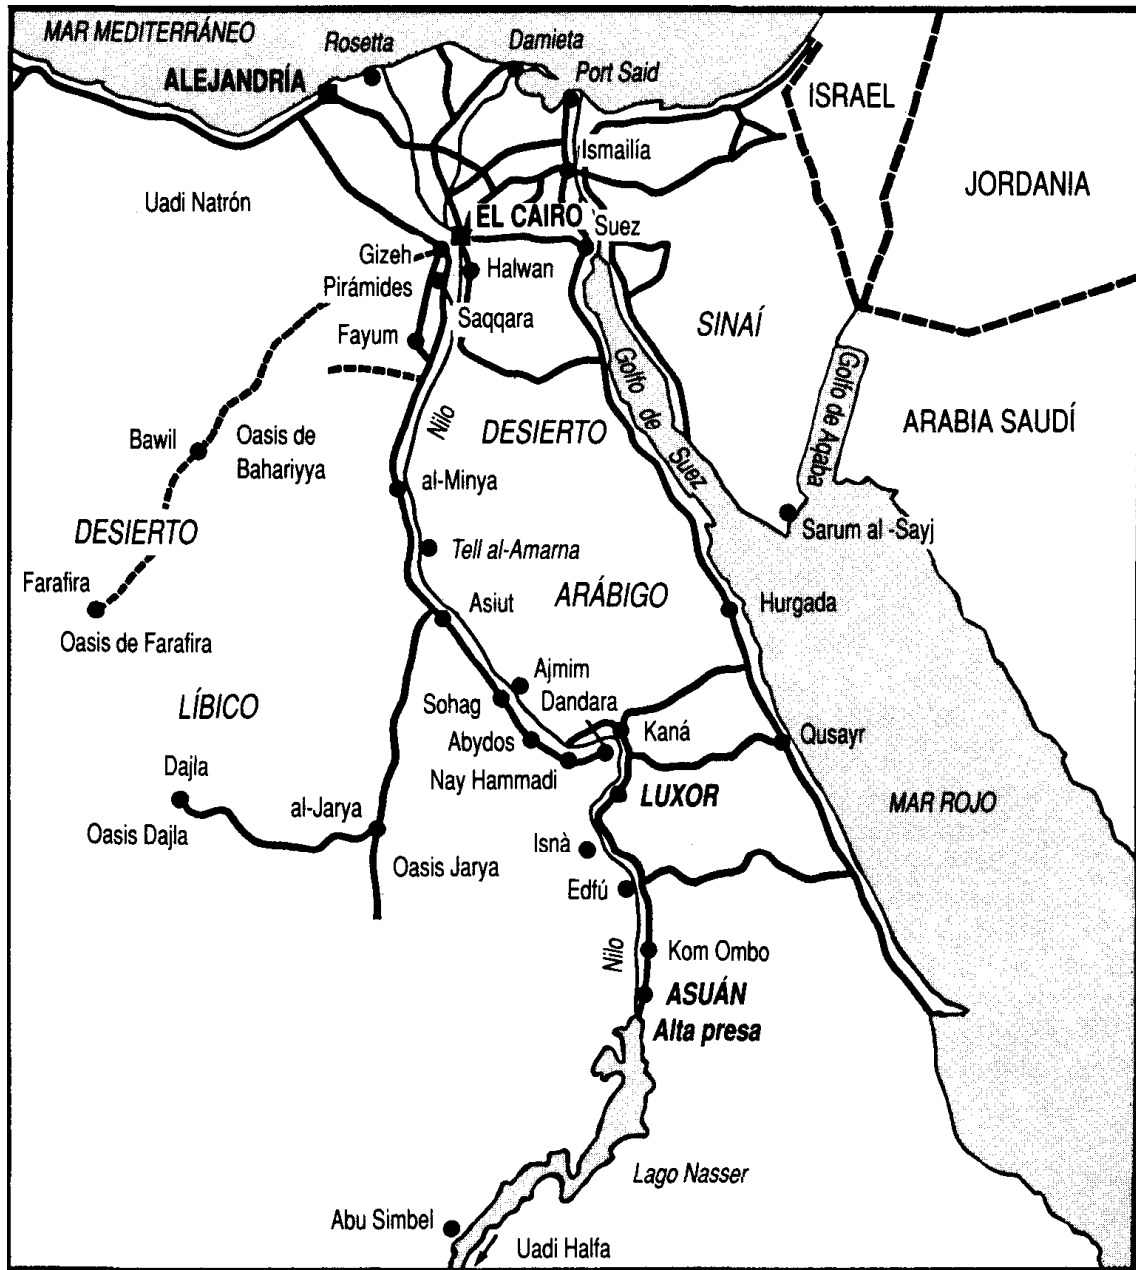 MAR MEDITERRÁNEO
Rosetta
Damieta
ALEJANDRÍA
Port Said
ISRAEL
Ismailía
JORDANIA
Uadi Natrón
EL CAIRO
Suez
Gizeh
Halwan
Pirámides
Saqqara
SINAÍ
Fayum
Golfo de Suez
Golfo de Aqaba
Nilo
DESIERTO
ARABIA SAUDÍ
Bawil
Oasis de
Bahariyya
al-Minya
DESIERTO
Sarum al -Sayj
Tell al-Amarna
Farafira
ARÁBIGO
Asiut
Hurgada
Oasis de Farafira
Ajmim
LÍBICO
Sohag
Dandara
Kaná
Qusayr
Abydos
Nay Hammadi
Dajla
LUXOR
MAR ROJO
al-Jarya
Oasis Dajla
Isnà
Oasis Jarya
Edfú
Nilo
Kom Ombo
ASUÁN
Alta presa
Lago Nasser
Abu Simbel
Uadi Halfa